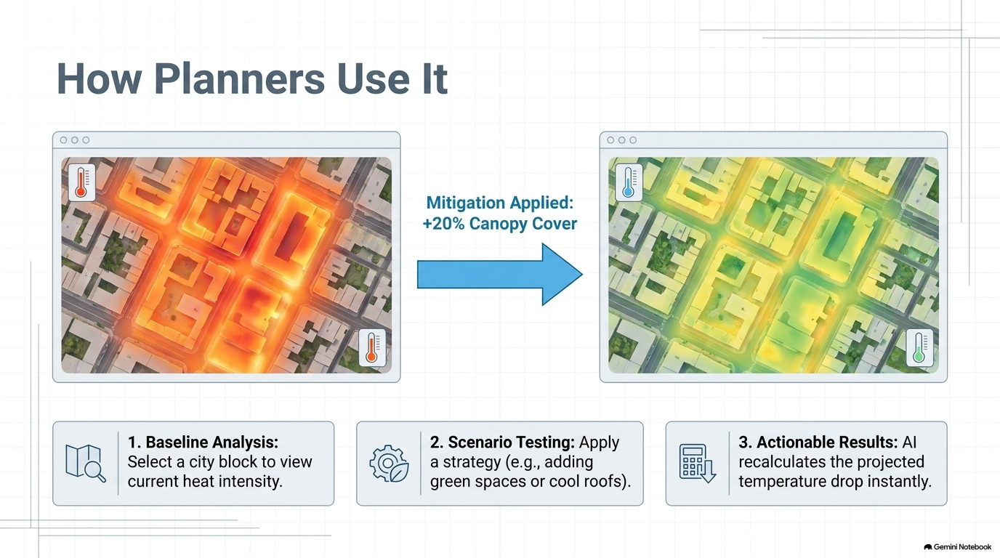 How Planners Use It
Mitigation Applied:
+20% Canopy Cover
1. Baseline Analysis:
Select a city block to view
current heat intensity.
2. Scenario Testing: Apply
a strategy (e.g., adding
green spaces or cool roofs).
3. Actionable Results: AI
recalculates the projected
temperature drop instantly.
Gemini Notebook